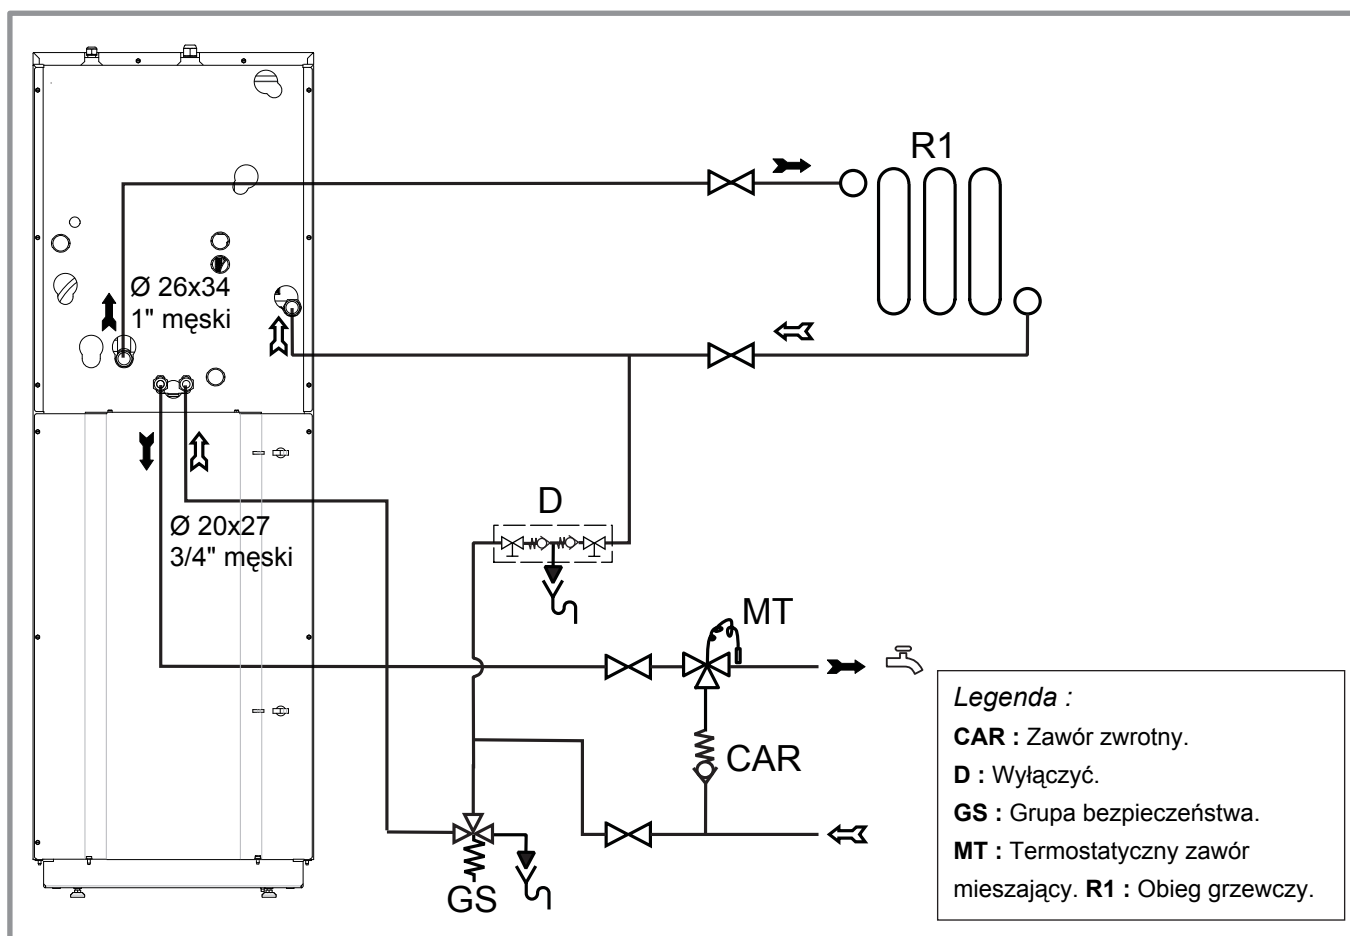 R1
Ø 26x34
1" męski
Ø 20x27
3/4" męski
D
MT
CAR
GS
Legenda :
CAR : Zawór zwrotny.
D : Wyłączyć.
GS : Grupa bezpieczeństwa.
MT : Termostatyczny zawór
mieszający. R1 : Obieg grzewczy.